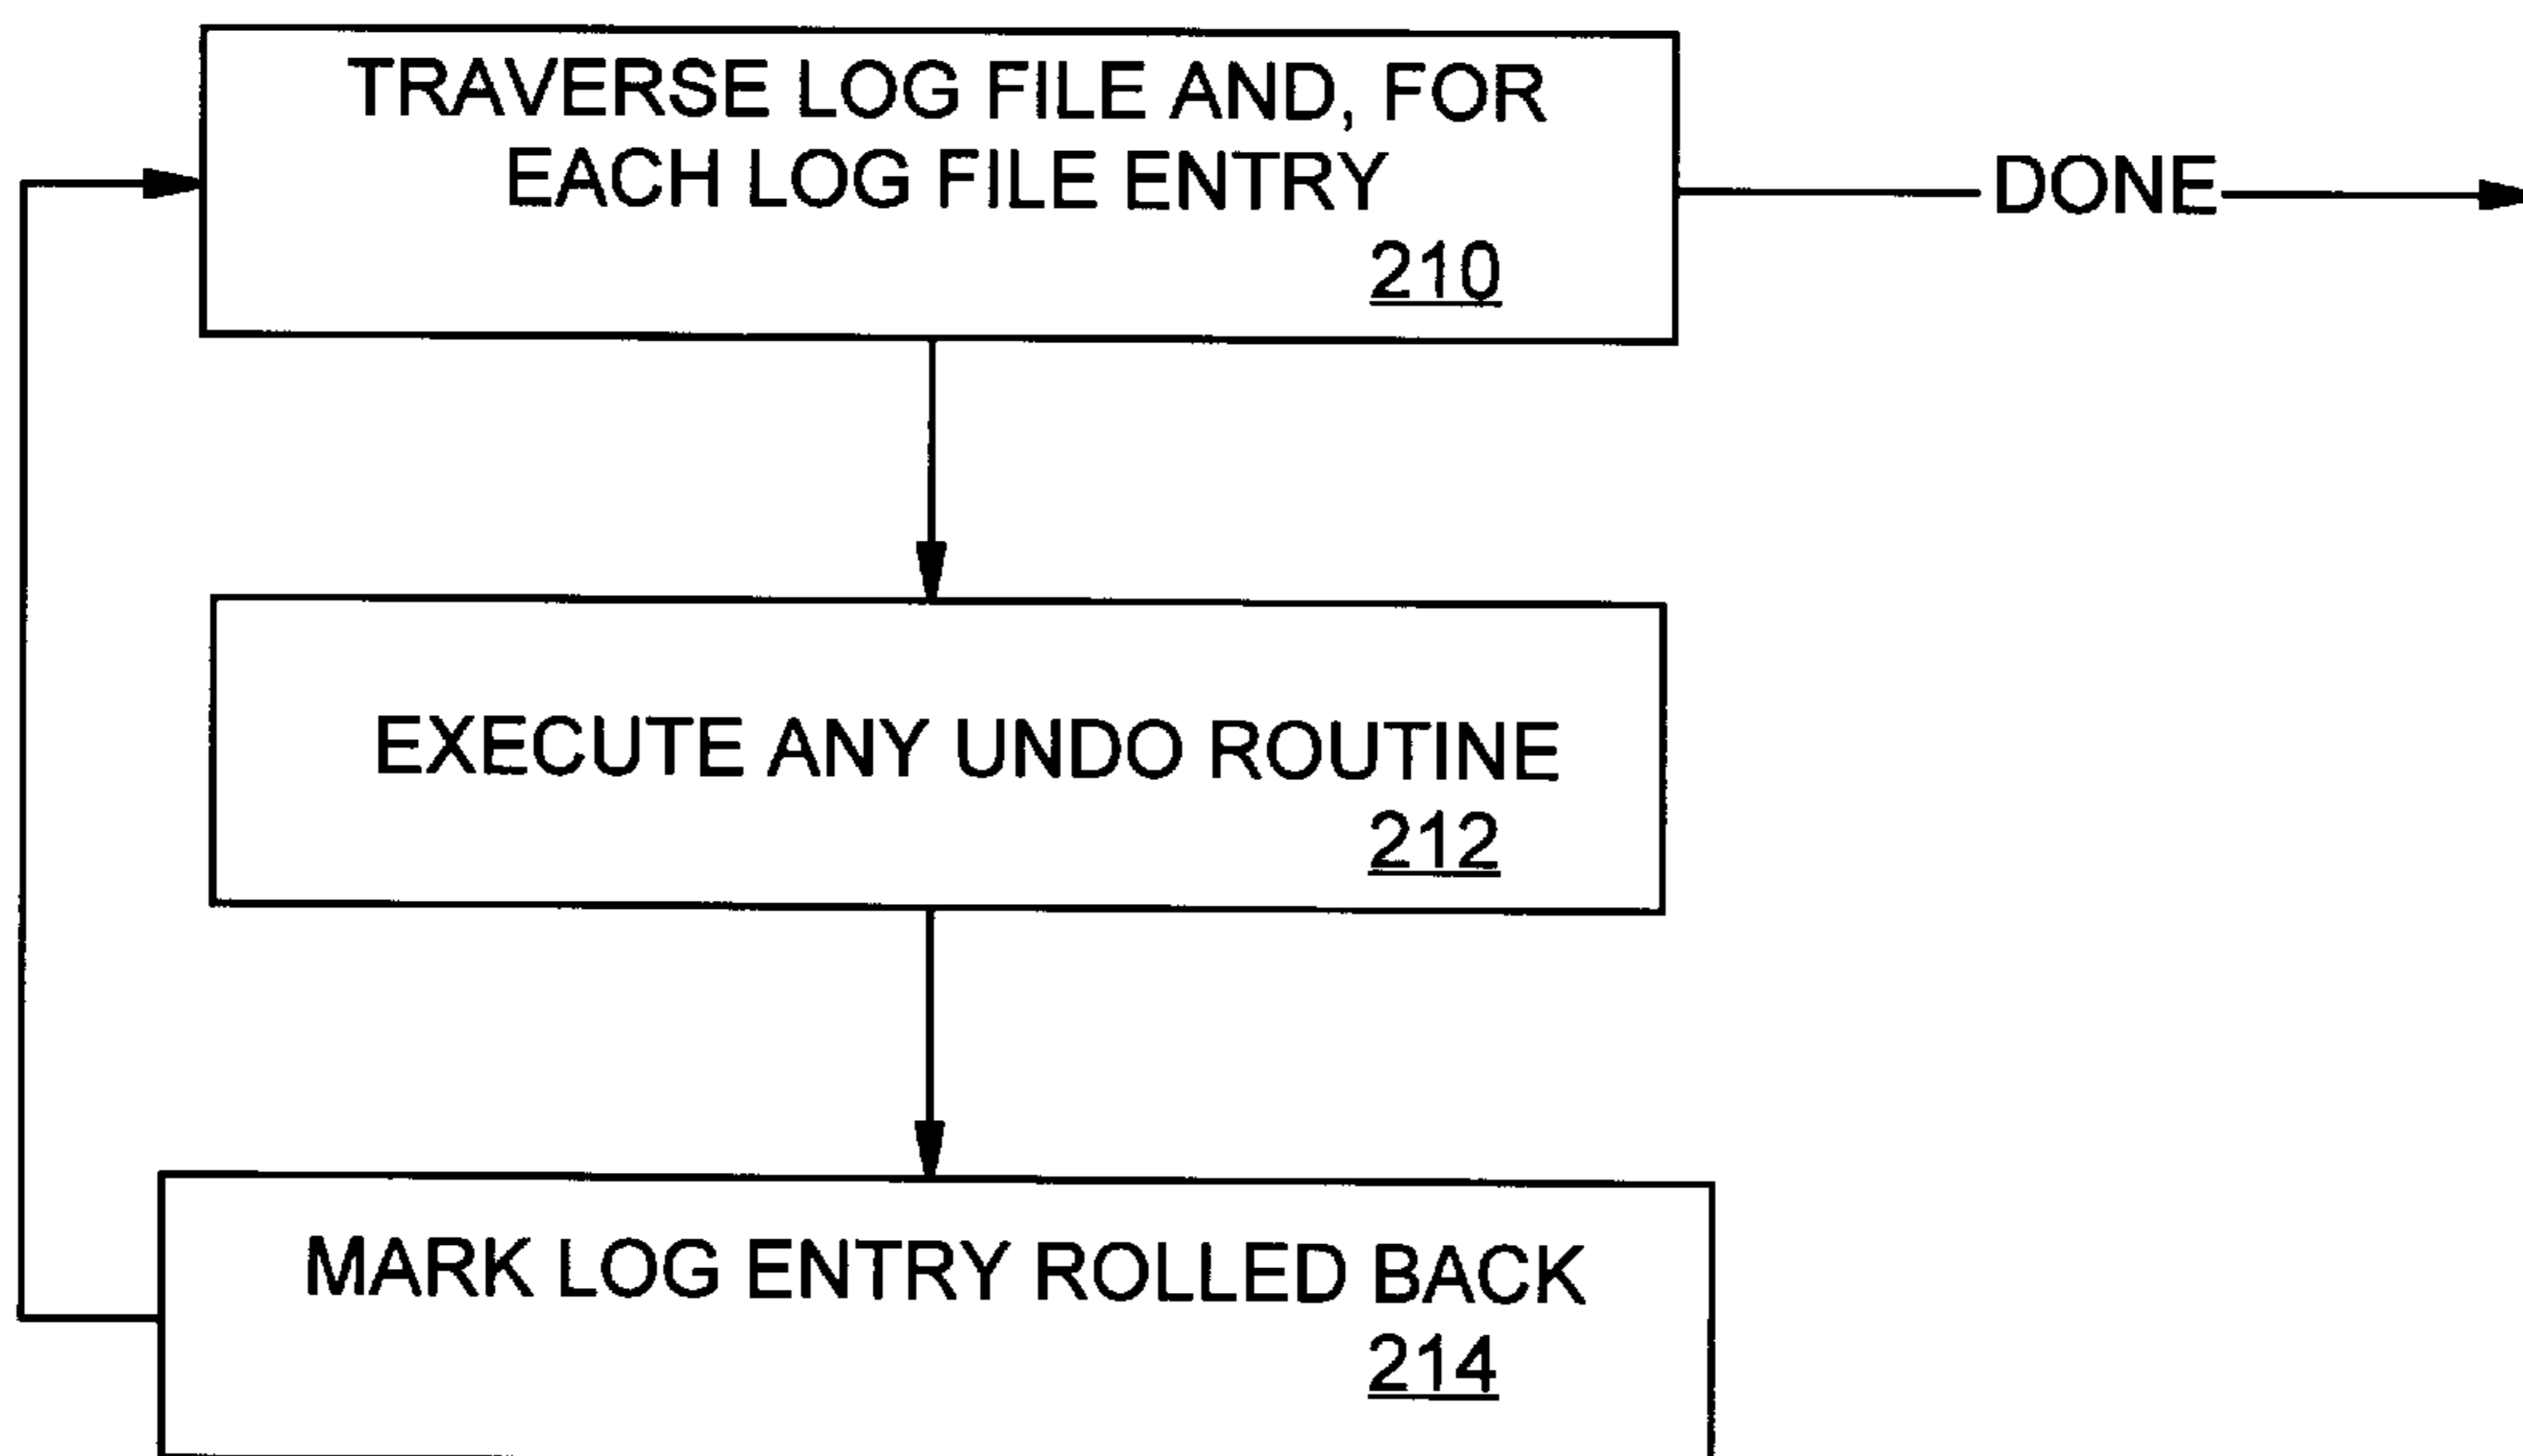 TRAVERSE LOG FILE AND, FOR
EACH LOG FILE ENTRY
210
DONE
EXECUTE ANY UNDO ROUTINE
212
MARK LOG ENTRY ROLLED BACK
214